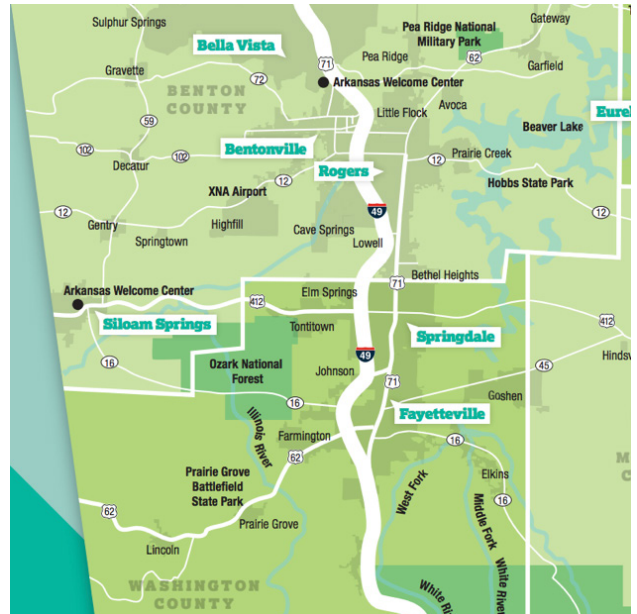 Sulphur Springs
Gateway
Pea Ridge National
Military Park
Bella Vista
71
Pea Ridge
62
Garfield
Gravette
72
Arkansas Welcome Center
BENTON
COUNTY
Avoca
Little Flock
59
Beaver Lake
Eure
102
102
Bentonville
Decatur
12
Prairie Creek
Rogers
XNA Airport
12
Hobbs State Park
12
49
12
Gentry
Highfill
Cave Springs
Springtown
Lowell
Bethel Heights
71
Arkansas Welcome Center
Elm Springs
412
412
Siloam Springs
Tontitown
Springdale
49
Hindsv
16
Ozark National
Forest
Johnson
45
71
Goshen
16
Fayetteville
Illinois River
Farmington
16
62
Elkins
Prairie Grove
Battlefield
State Park
West Fork
Middle Fork
16
62
Prairie Grove
White River
Lincoln
WASHINGTON
COUNTY
White Ri
M